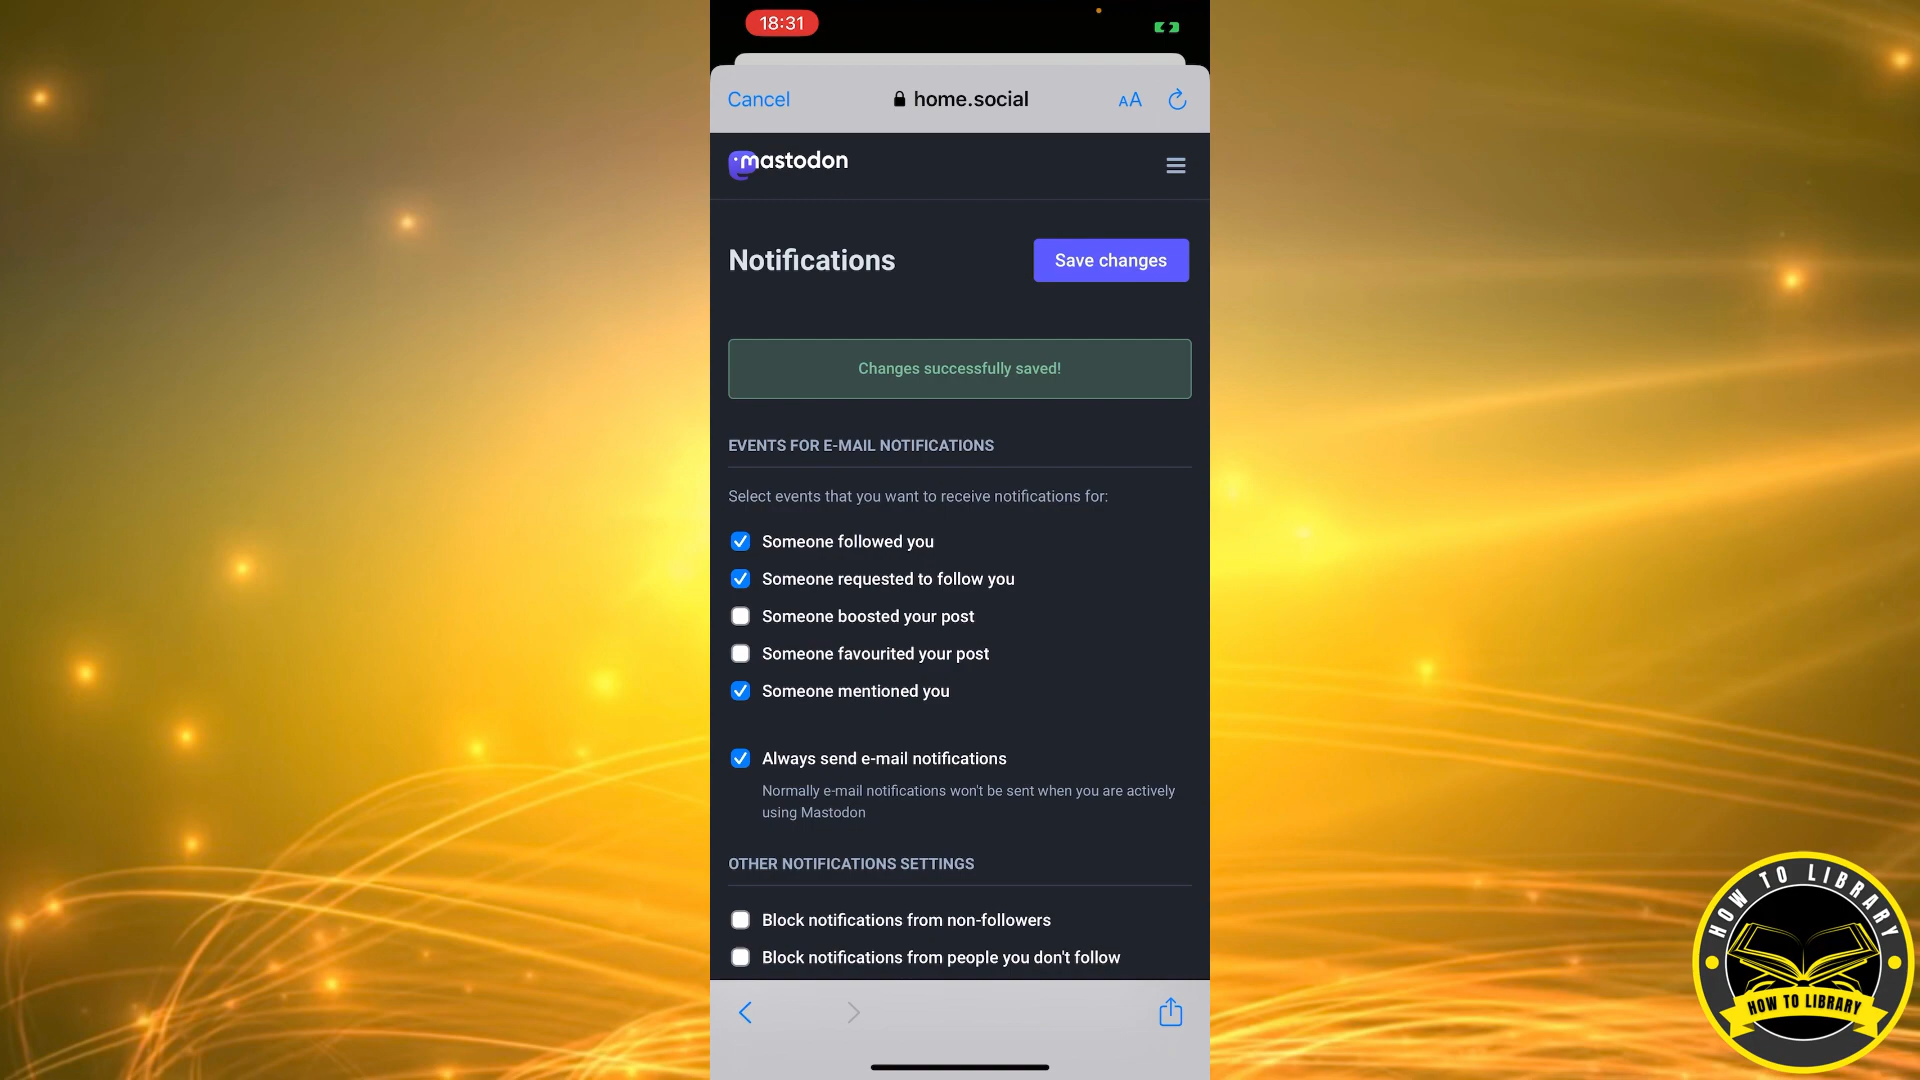 18:31
Cancel
home.social
AA
mastodon
Notifications
Save changes
Changes successfully saved!
EVENTS FOR E-MAIL NOTIFICATIONS
Select events that you want to receive notifications for:
Someone followed you
Someone requested to follow you
Someone boosted your post
Someone favourited your post
Someone mentioned you
Always send e-mail notifications
Normally e-mail notifications won't be sent when you are actively
using Mastodon
OTHER NOTIFICATIONS SETTINGS
Block notifications from non-followers
Block notifications from people you don't follow
HOW TO LIBRARY
HOW TO LIBRARY